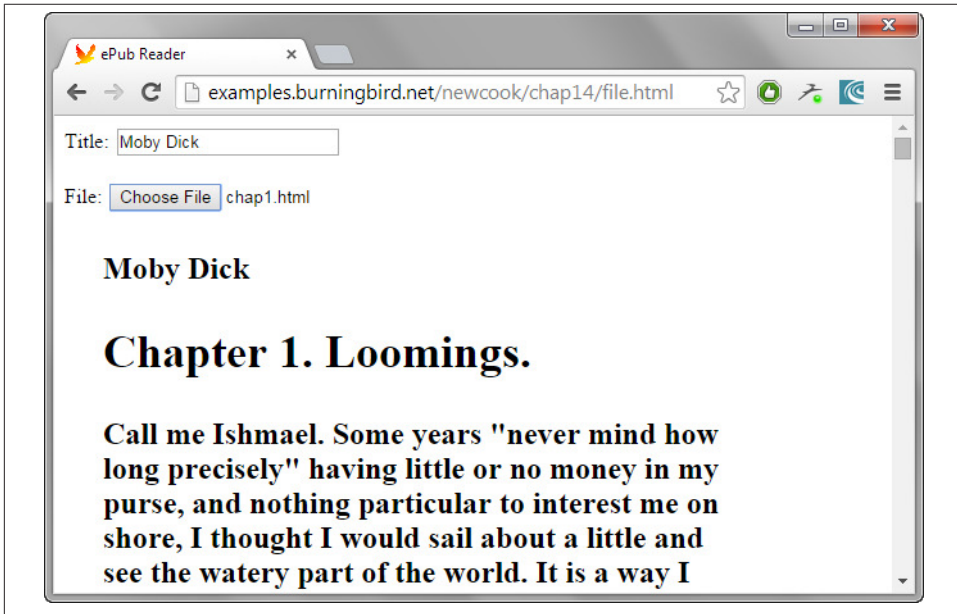 ePub Reader
examples.burningbird.net/newcook/chap14/file.html
Title: Moby Dick
File: Choose File chap1.html
Moby Dick
Chapter 1. Loomings.
Call me Ishmael. Some years "never mind how
long precisely" having little or no money in my
purse, and nothing particular to interest me on
shore, I thought I would sail about a little and
see the watery part of the world. It is a way I